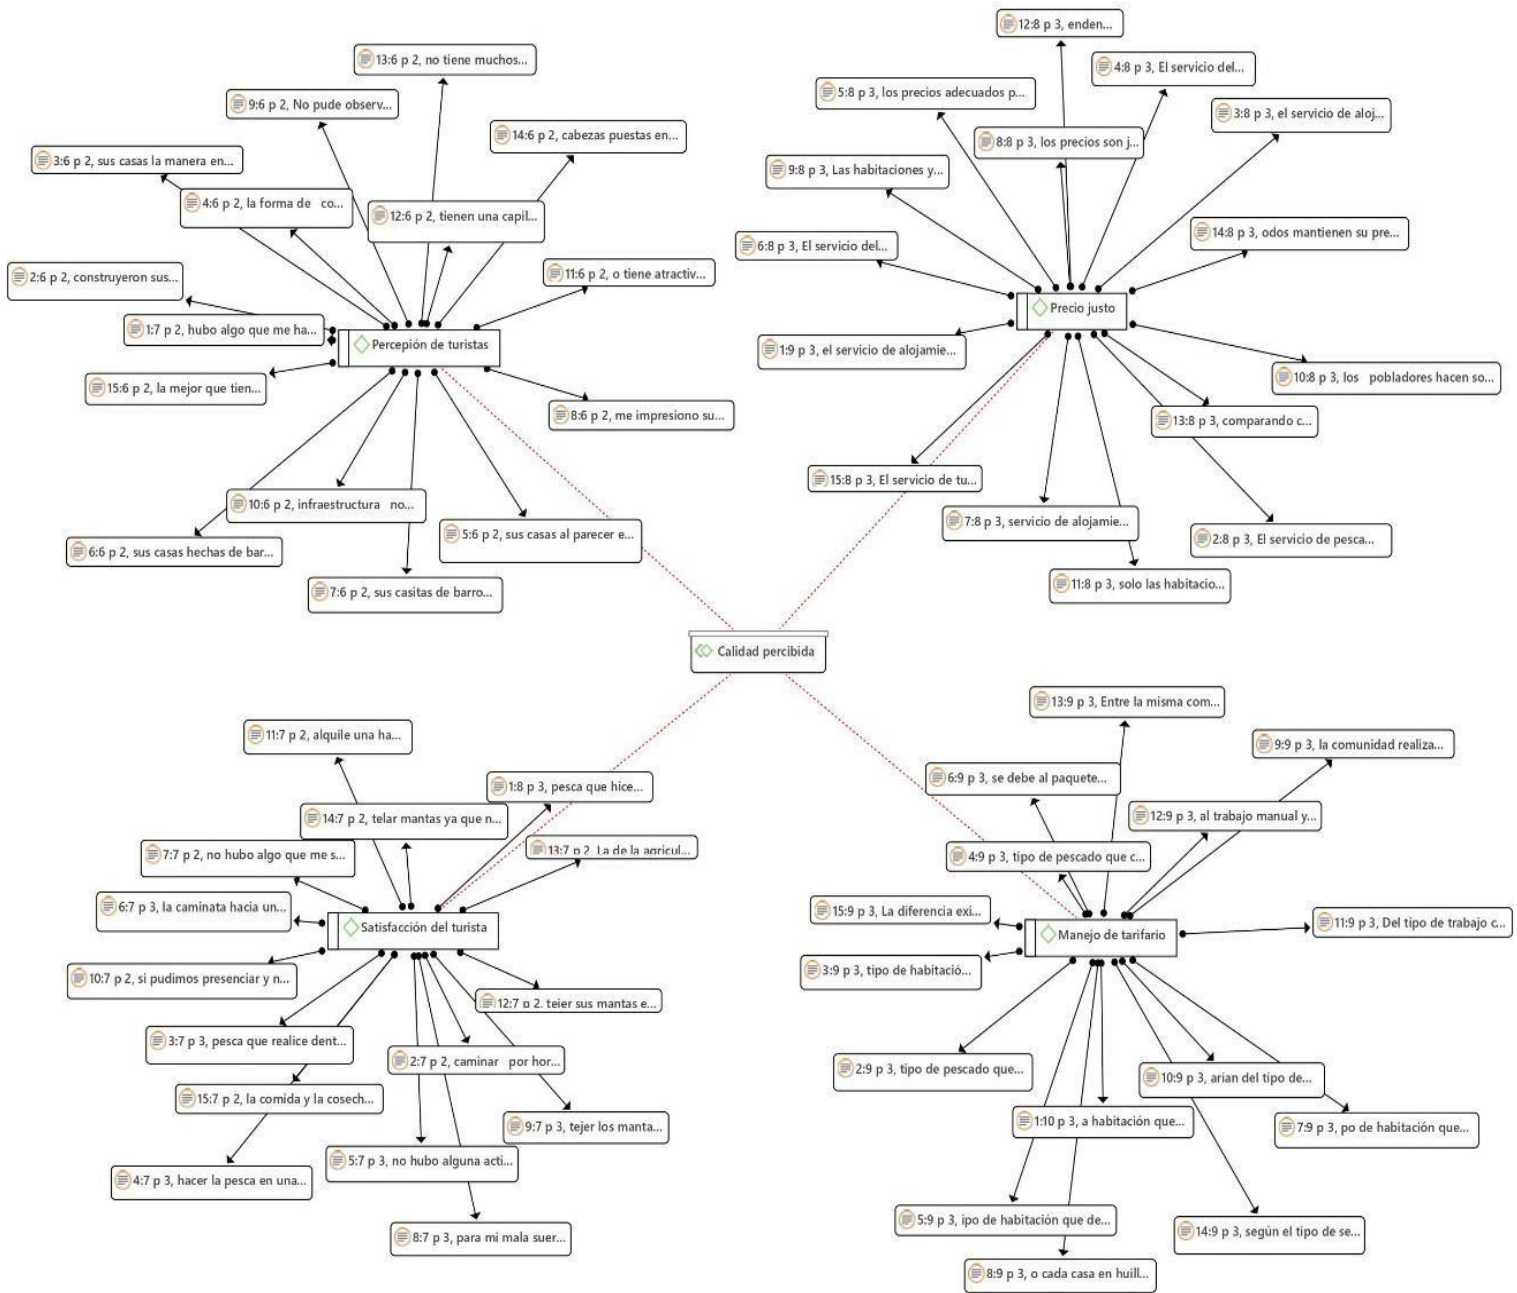 12:8 p 3, enden...
13:6 p 2, no tiene muchos...
4:8 p 3, El servicio del...
5:8 p 3, los precios adecuados p...
9:6 p 2, No pude observ...
3:8 p 3, el servicio de aloj...
14:6 p 2, cabezas puestas en...
8:8 p 3, los precios son j...
3:6 p 2, sus casas la manera en...
9:8 p 3, Las habitaciones y...
4:6 p 2, la forma de co...
12:6 p 2, tienen una capil...
14:8 p 3, odos mantienen su pre...
6:8 p 3, El servicio del...
2:6 p 2, construyeron sus...
11:6 p 2, o tiene atractiv...
Precio justo
1:7 p 2, hubo algo que me ha...
Percepión de turistas
1:9 p 3, el servicio de alojamie...
10:8 p 3, los pobladores hacen so...
15:6 p 2, la mejor que tien...
8:6 p 2, me impresiono su...
13:8 p 3, comparando c...
15:8 p 3, El servicio de tu...
10:6 p 2, infraestructura no...
7:8 p 3, servicio de alojamie...
5:6 p 2, sus casas al parecer e...
2:8 p 3, El servicio de pesca...
6:6 p 2, sus casas hechas de bar...
11:8 p 3, solo las habitacio...
7:6 p 2, sus casitas de barro...
Calidad percibida
13:9 p 3, Entre la misma com...
11:7 p 2, alquile una ha...
9:9 p 3, la comunidad realiza...
6:9 p 3, se debe al paquete...
1:8 p 3, pesca que hice...
14:7 p 2, telar mantas ya que n...
12:9 p 3, al trabajo manual y...
13:7 p 2, La de la agricul...
7:7 p 2, no hubo algo que me s...
4:9 p 3, tipo de pescado que c...
6:7 p 3, la caminata hacia un...
15:9 p 3, La diferencia exi...
11:9 p 3, Del tipo de trabajo c...
Satisfacción del turista
Manejo de tarifario
3:9 p 3, tipo de habitació...
10:7 p 2, si pudimos presenciar y n...
12:7 p 2, tejer sus mantas e...
3:7 p 3, pesca que realice dent...
2:7 p 2, caminar por hor...
2:9 p 3, tipo de pescado que...
10:9 p 3, arian del tipo de...
15:7 p 2, la comida y la cosech...
1:10 p 3, a habitación que...
9:7 p 3, tejer los manta...
7:9 p 3, po de habitación que...
5:7 p 3, no hubo alguna acti...
4:7 p 3, hacer la pesca en una...
5:9 p 3, ipo de habitación que de...
14:9 p 3, según el tipo de se...
8:7 p 3, para mi mala suer...
8:9 p 3, o cada casa en huill...